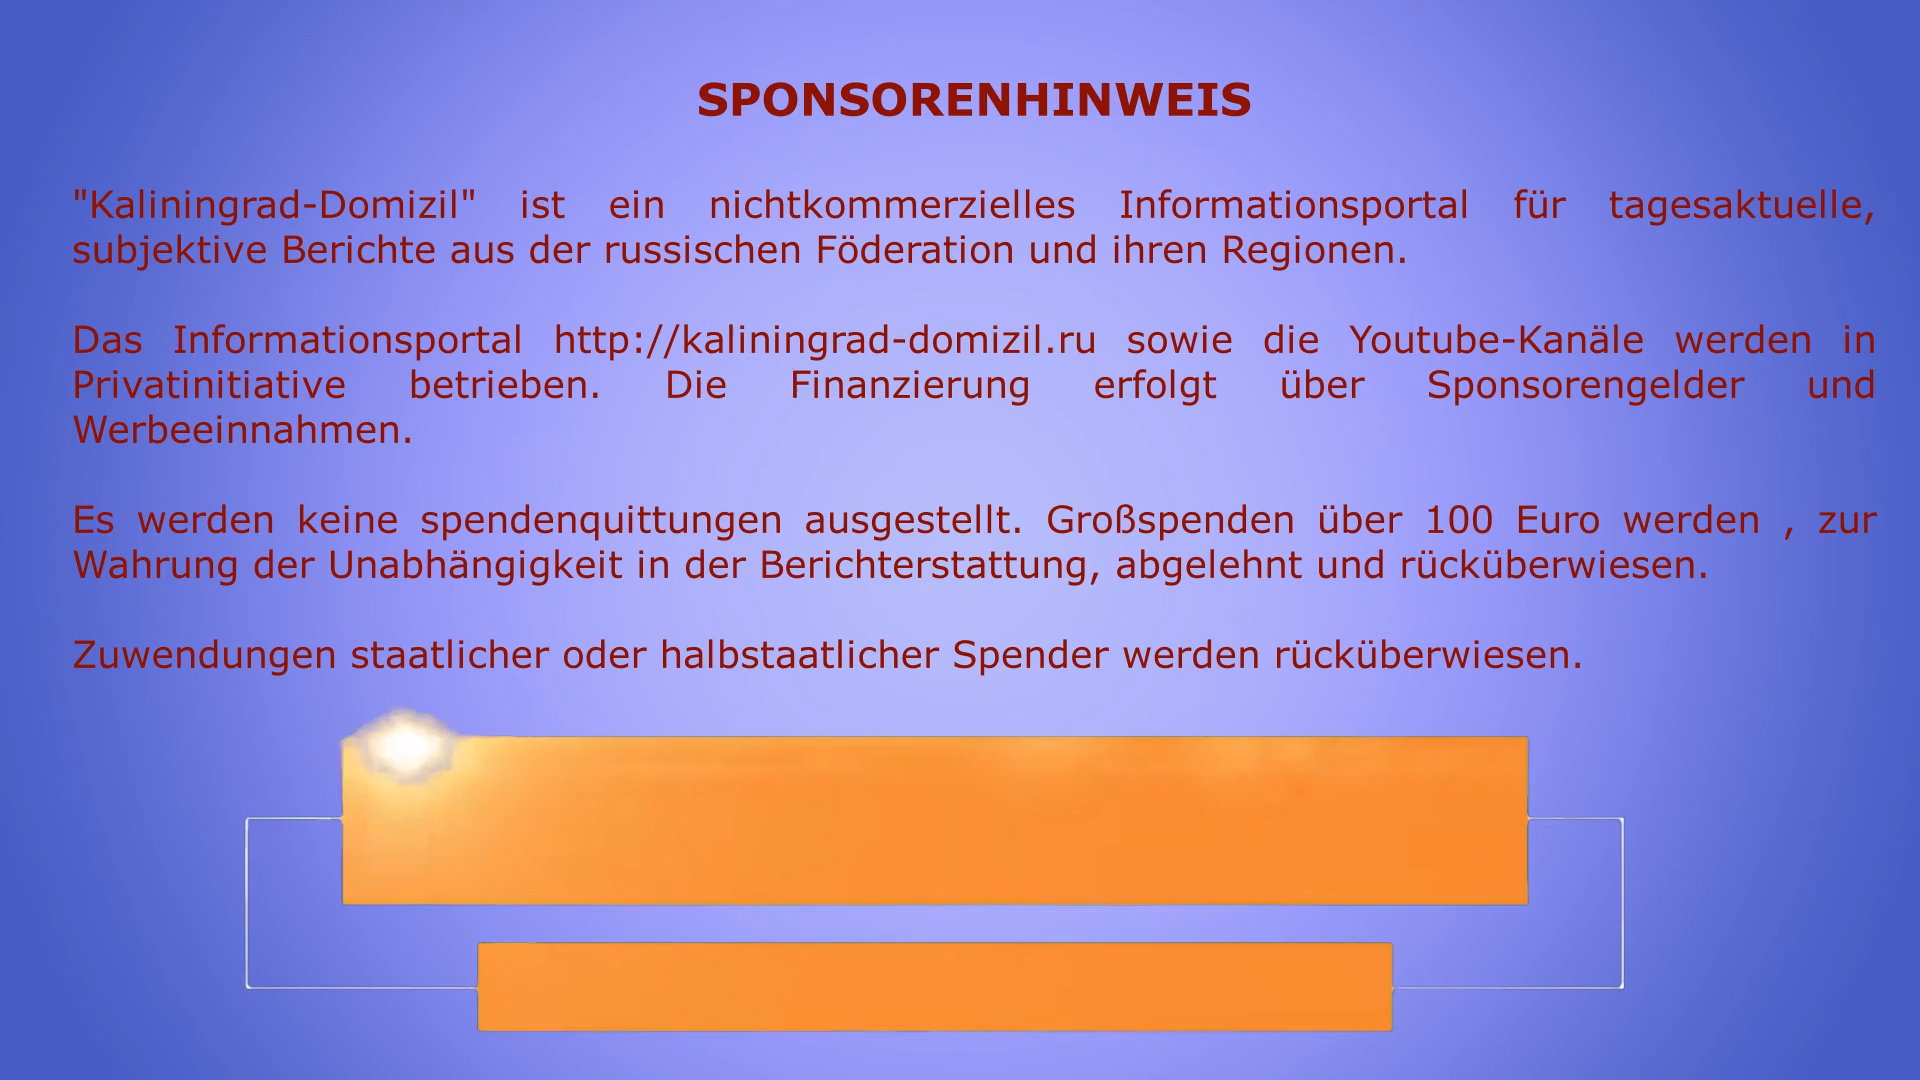 SPONSORENHINWEIS
"Kaliningrad-Domizil" ist ein nichtkommerzielles Informationsportal für tagesaktuelle,
subjektive Berichte aus der russischen Föderation und ihren Regionen.
Das Informationsportal http://kaliningrad-domizil.ru sowie die Youtube-Kanäle werden in
Privatinitiative betrieben. Die Finanzierung erfolgt über Sponsorengelder und
Werbeeinnahmen.
Es werden keine spendenquittungen ausgestellt. Großspenden über 100 Euro werden , zur
Wahrung der Unabhängigkeit in der Berichterstattung, abgelehnt und rücküberwiesen.
Zuwendungen staatlicher oder halbstaatlicher Spender werden rücküberwiesen.